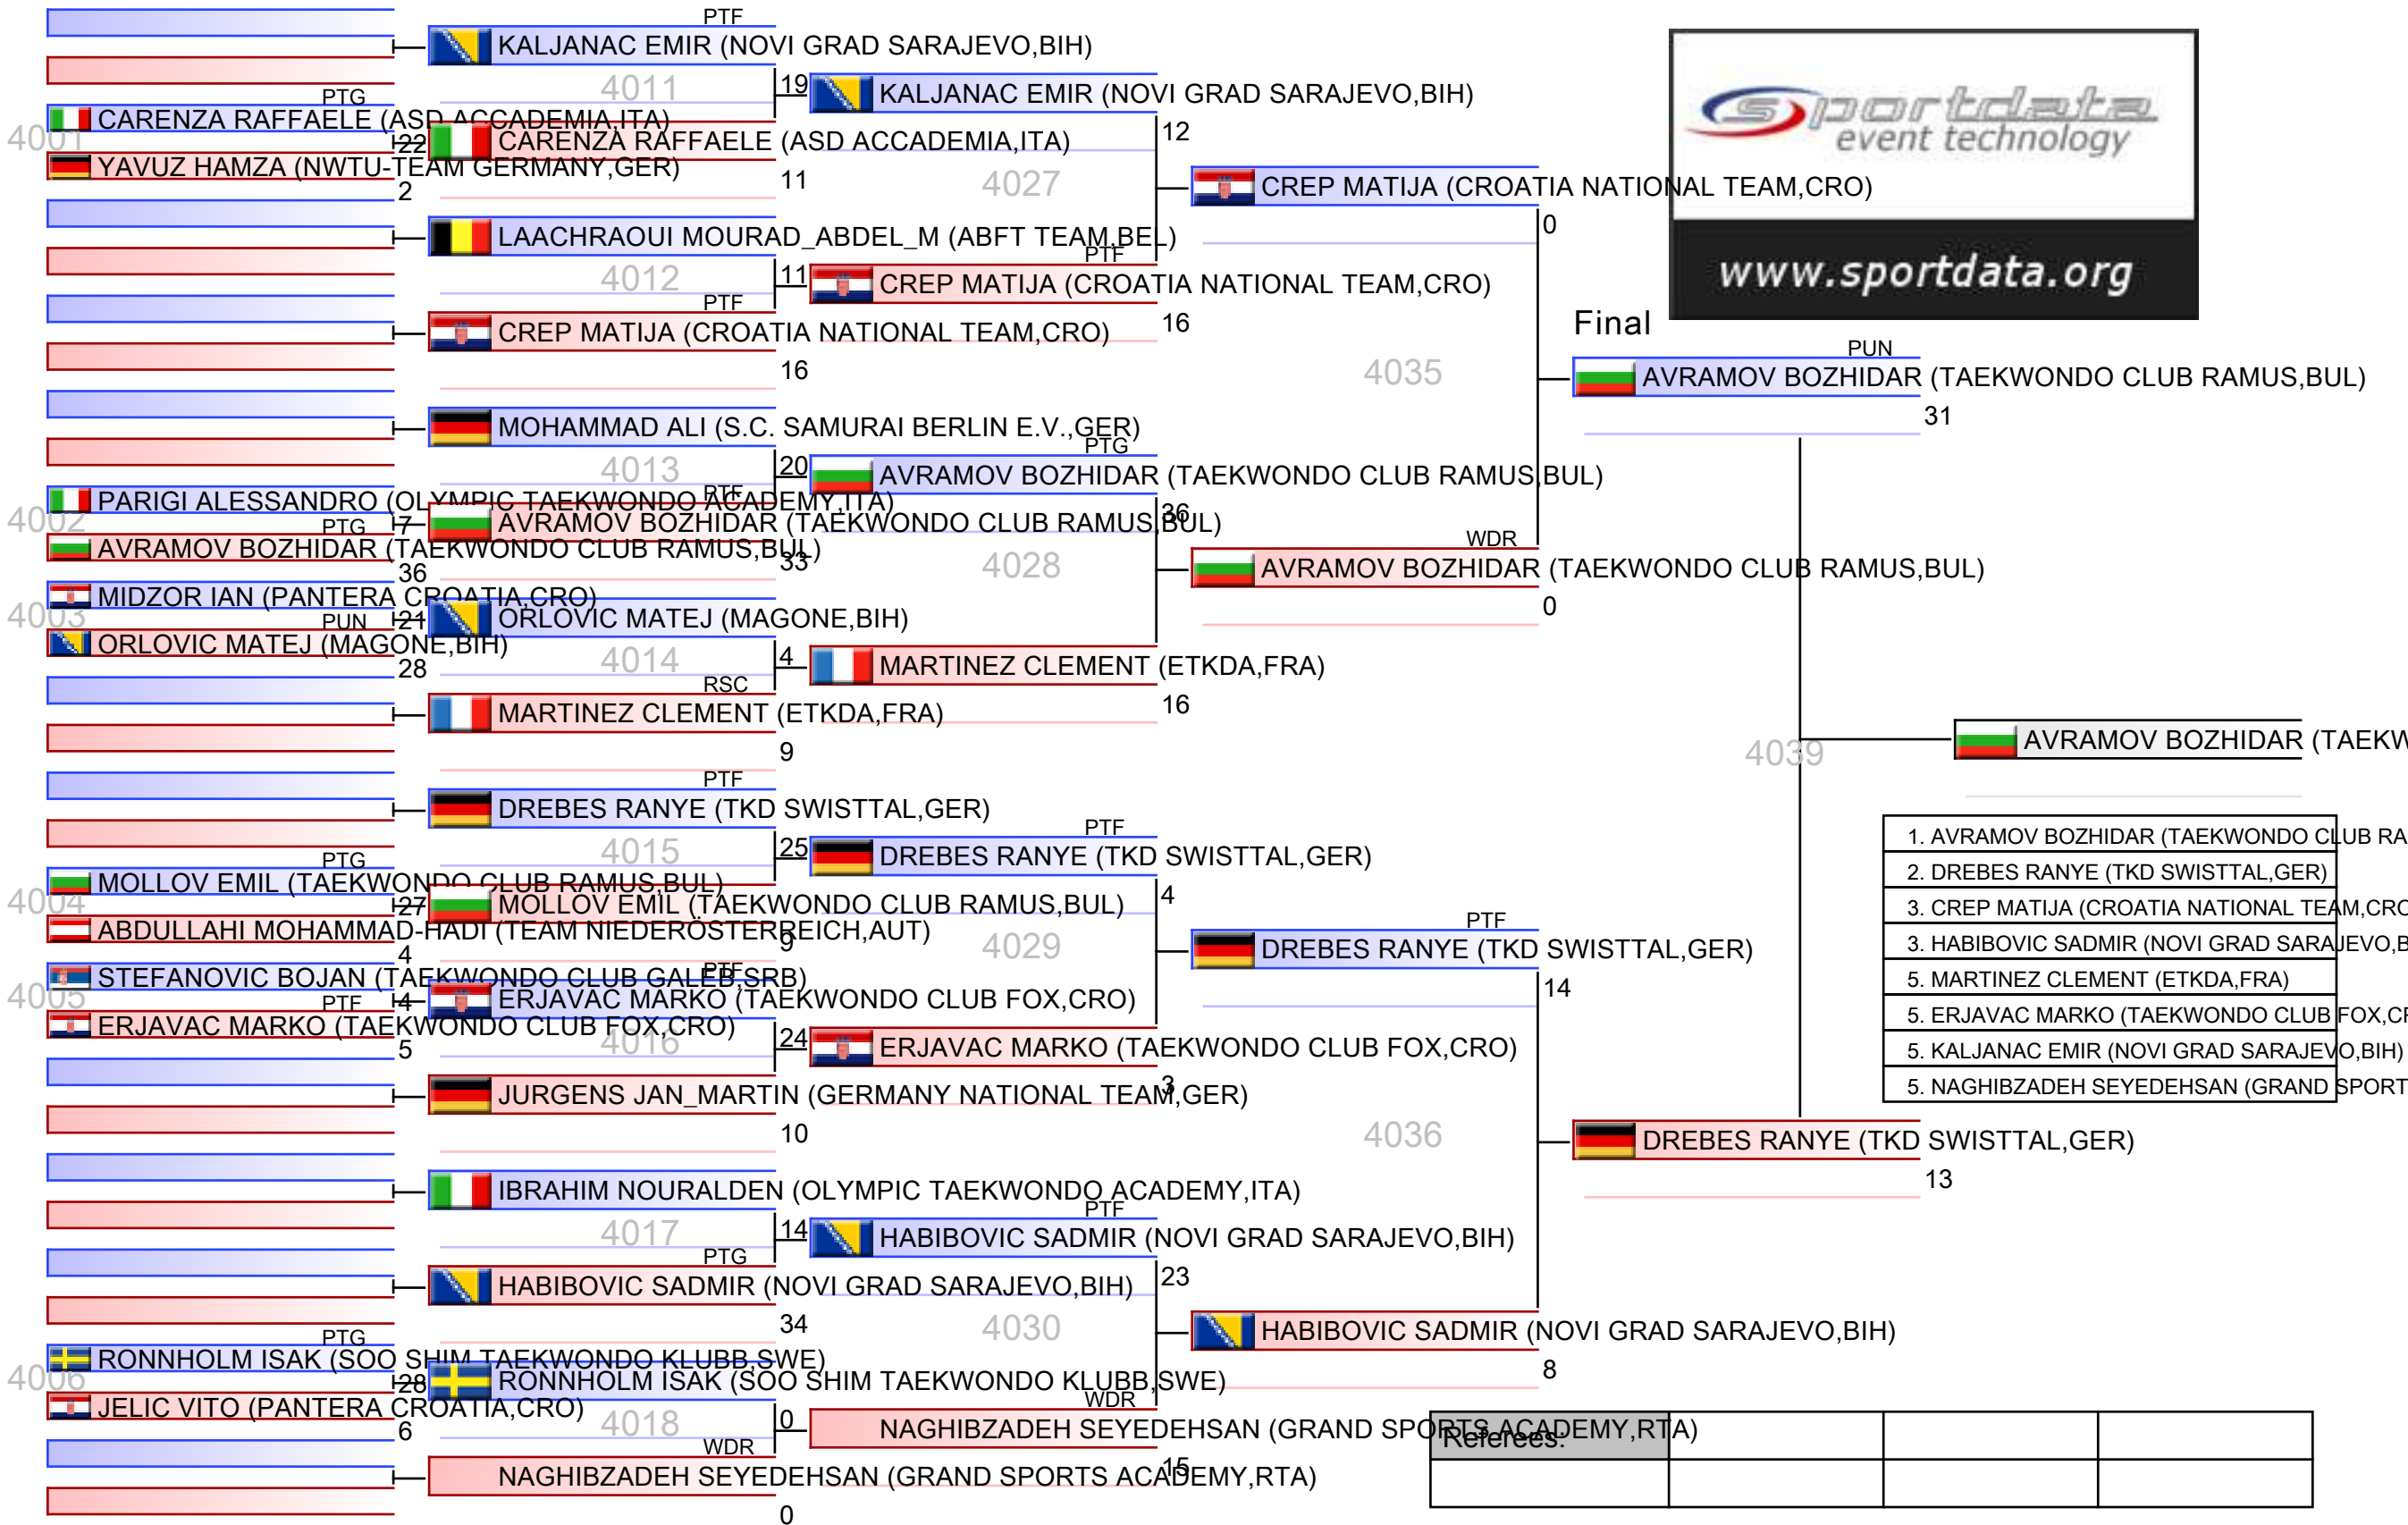 PTF
KALJANAC EMIR (NOVI GRAD SARAJEVO,BIH)
4011
19
KALJANAC EMIR (NOVI GRAD SARAJEVO,BIH)
12
PTG
CARENZA RAFFAELE (ASD ACCADEMIA,ITA)
4001
22
CARENZA RAFFAELE (ASD ACCADEMIA,ITA)
11
YAVUZ HAMZA (NWTU-TEAM GERMANY,GER)
2
4027
CREP MATIJA (CROATIA NATIONAL TEAM,CRO)
0
LAACHRAOUI MOURAD_ABDEL_M (ABFT TEAM,BEL)
4012
11
PTF
CREP MATIJA (CROATIA NATIONAL TEAM,CRO)
16
PTF
CREP MATIJA (CROATIA NATIONAL TEAM,CRO)
16
sportdata
event technology
www.sportdata.org
Final
4035
PUN
AVRAMOV BOZHIDAR (TAEKWONDO CLUB RAMUS,BUL)
31
MOHAMMAD ALI (S.C. SAMURAI BERLIN E.V.,GER)
4013
20
PTG
AVRAMOV BOZHIDAR (TAEKWONDO CLUB RAMUS,BUL)
36
PARIGI ALESSANDRO (OLYMPIC TAEKWONDO ACADEMY,ITA)
4002
7
PTG
AVRAMOV BOZHIDAR (TAEKWONDO CLUB RAMUS,BUL)
36
PTF
AVRAMOV BOZHIDAR (TAEKWONDO CLUB RAMUS,BUL)
33
4028
WDR
AVRAMOV BOZHIDAR (TAEKWONDO CLUB RAMUS,BUL)
0
MIDZOR IAN (PANTERA CROATIA,CRO)
4003
21
PUN
ORLOVIC MATEJ (MAGONE,BIH)
28
ORLOVIC MATEJ (MAGONE,BIH)
4014
4
MARTINEZ CLEMENT (ETKDA,FRA)
16
RSC
MARTINEZ CLEMENT (ETKDA,FRA)
9
4039
AVRAMOV BOZHIDAR (TAEKW
PTF
DREBES RANYE (TKD SWISTTAL,GER)
4015
25
PTF
DREBES RANYE (TKD SWISTTAL,GER)
4
PTG
MOLLOV EMIL (TAEKWONDO CLUB RAMUS,BUL)
4004
27
MOLLOV EMIL (TAEKWONDO CLUB RAMUS,BUL)
9
ABDULLAHI MOHAMMAD-HADI (TEAM NIEDERÖSTERREICH,AUT)
4
4029
PTF
DREBES RANYE (TKD SWISTTAL,GER)
14
STEFANOVIC BOJAN (TAEKWONDO CLUB GALEB,SRB)
4005
4
PTF
ERJAVAC MARKO (TAEKWONDO CLUB FOX,CRO)
5
PTF
ERJAVAC MARKO (TAEKWONDO CLUB FOX,CRO)
4016
24
ERJAVAC MARKO (TAEKWONDO CLUB FOX,CRO)
3
JURGENS JAN_MARTIN (GERMANY NATIONAL TEAM,GER)
10
4036
1. AVRAMOV BOZHIDAR (TAEKWONDO CLUB RA
2. DREBES RANYE (TKD SWISTTAL,GER)
3. CREP MATIJA (CROATIA NATIONAL TEAM,CRO
3. HABIBOVIC SADMIR (NOVI GRAD SARAJEVO,B
5. MARTINEZ CLEMENT (ETKDA,FRA)
5. ERJAVAC MARKO (TAEKWONDO CLUB FOX,CR
5. KALJANAC EMIR (NOVI GRAD SARAJEVO,BIH)
5. NAGHIBZADEH SEYEDEHSAN (GRAND SPORT
DREBES RANYE (TKD SWISTTAL,GER)
13
IBRAHIM NOURALDEN (OLYMPIC TAEKWONDO ACADEMY,ITA)
4017
14
PTF
HABIBOVIC SADMIR (NOVI GRAD SARAJEVO,BIH)
23
PTG
HABIBOVIC SADMIR (NOVI GRAD SARAJEVO,BIH)
34
4030
HABIBOVIC SADMIR (NOVI GRAD SARAJEVO,BIH)
8
PTG
RONNHOLM ISAK (SOO SHIM TAEKWONDO KLUBB,SWE)
4006
28
JELIC VITO (PANTERA CROATIA,CRO)
6
RONNHOLM ISAK (SOO SHIM TAEKWONDO KLUBB,SWE)
4018
0
WDR
NAGHIBZADEH SEYEDEHSAN (GRAND SPORTS ACADEMY,RTA)
15
WDR
NAGHIBZADEH SEYEDEHSAN (GRAND SPORTS ACADEMY,RTA)
0
Referees: